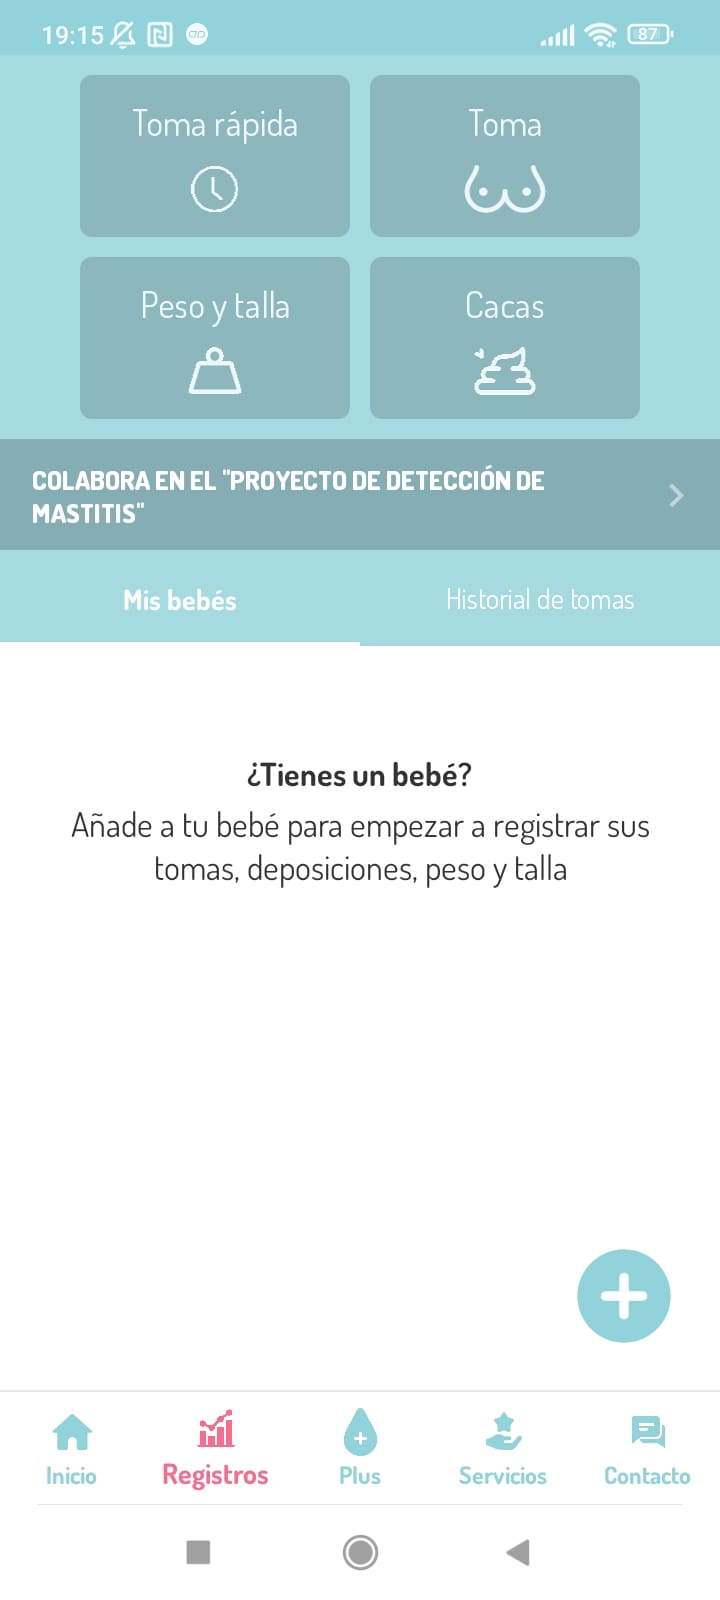 19:15
87
Toma rápida
Toma
Peso y talla
Cacas
COLABORA EN EL "PROYECTO DE DETECCIÓN DE
MASTITIS"
Mis bebés
Historial de tomas
¿Tienes un bebé?
Añade a tu bebé para empezar a registrar sus
tomas, deposiciones, peso y talla
Inicio
Registros
Plus
Servicios
Contacto